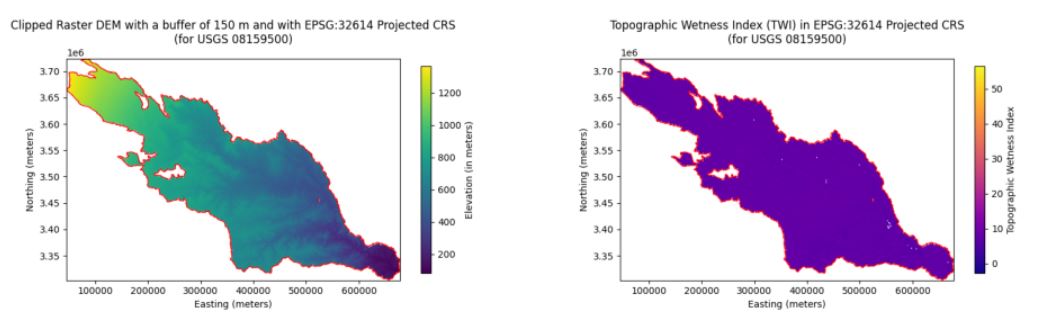 Clipped Raster DEM with a buffer of 150 m and with EPSG:32614 Projected CRS
(for USGS 08159500)
1e6
3.70
3.65
3.60
3.55
3.50
3.45
3.40
3.35
Northing (meters)
100000 200000 300000 400000 500000 600000
Easting (meters)
1200
1000
800
600
400
200
Elevation (in meters)
Topographic Wetness Index (TWI) in EPSG:32614 Projected CRS
(for USGS 08159500)
1e6
3.70
3.65
3.60
3.55
3.50
3.45
3.40
3.35
Northing (meters)
100000 200000 300000 400000 500000 600000
Easting (meters)
50
40
30
20
10
0
Topographic Wetness Index